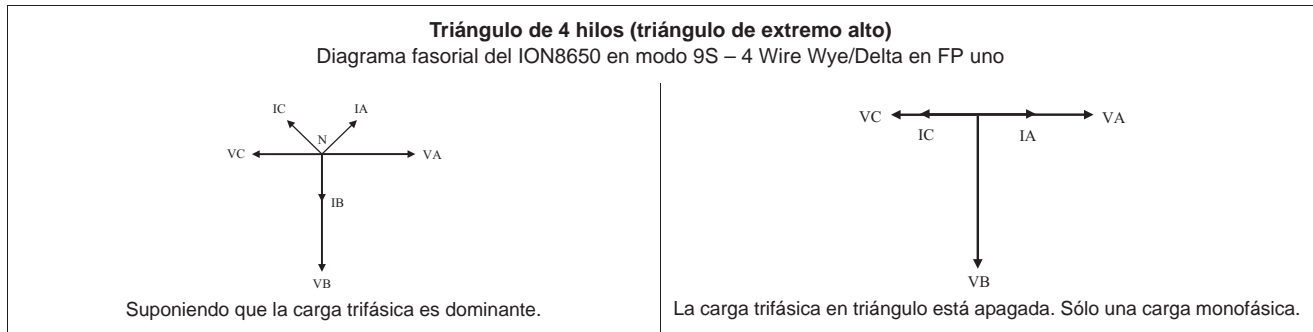 Triángulo de 4 hilos (triángulo de extremo alto)
Diagrama fasorial del ION8650 en modo 9S – 4 Wire Wye/Delta en FP uno
IC
IA
N
VC
VA
IB
VB
Suponiendo que la carga trifásica es dominante.
VC
VA
IC
IA
VB
La carga trifásica en triángulo está apagada. Sólo una carga monofásica.